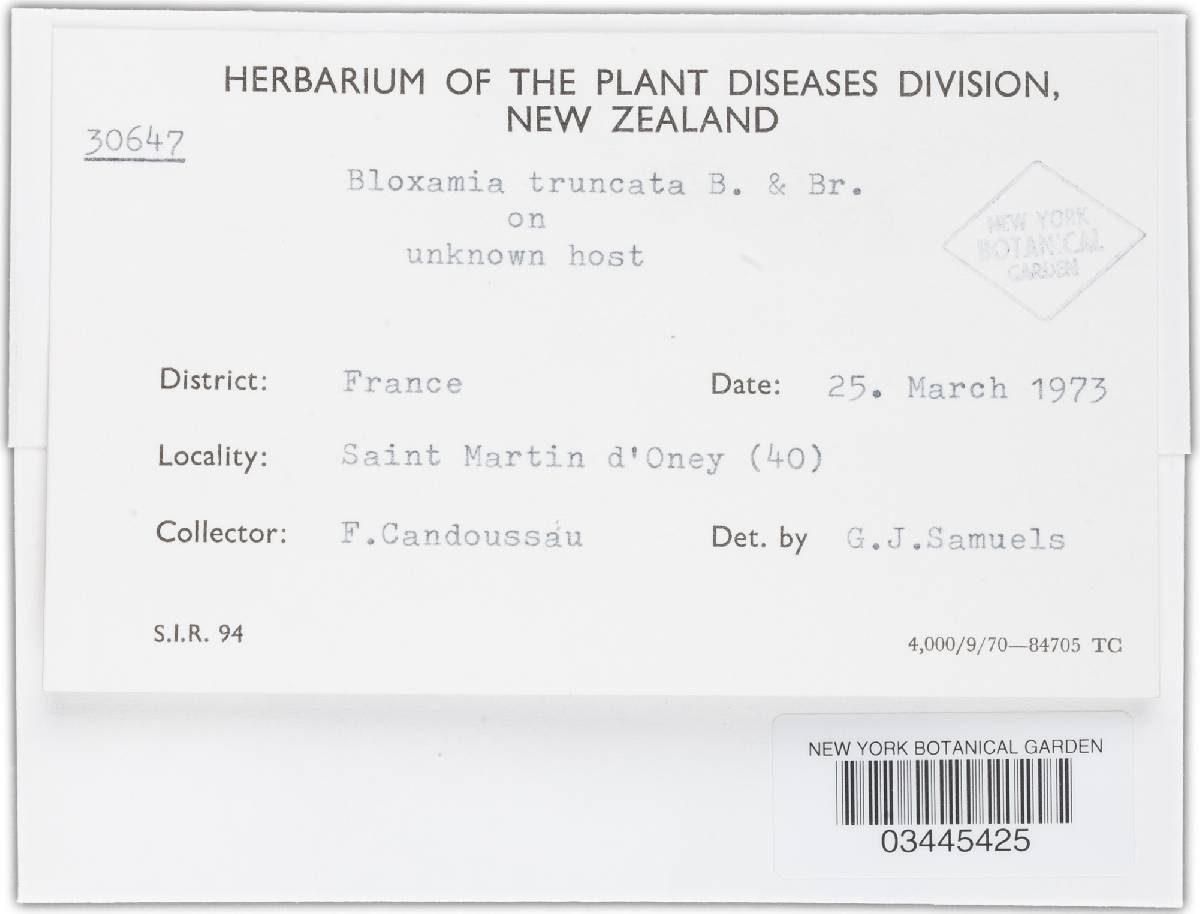 HERBARIUM OF THE PLANT DISEASES DIVISION,
NEW ZEALAND
30647
Bloxamia truncata B. & Br.
on
unknown host
NEW YORK
BOTANICAL
GARDEN
District: France Date: 25. March 1973
Locality: Saint Martin d'Oney (40)
Collector: F.Candoussau Det. by G.J.Samuels
S.I.R. 94 4,000/9/70—84705 TC
NEW YORK BOTANICAL GARDEN
03445425